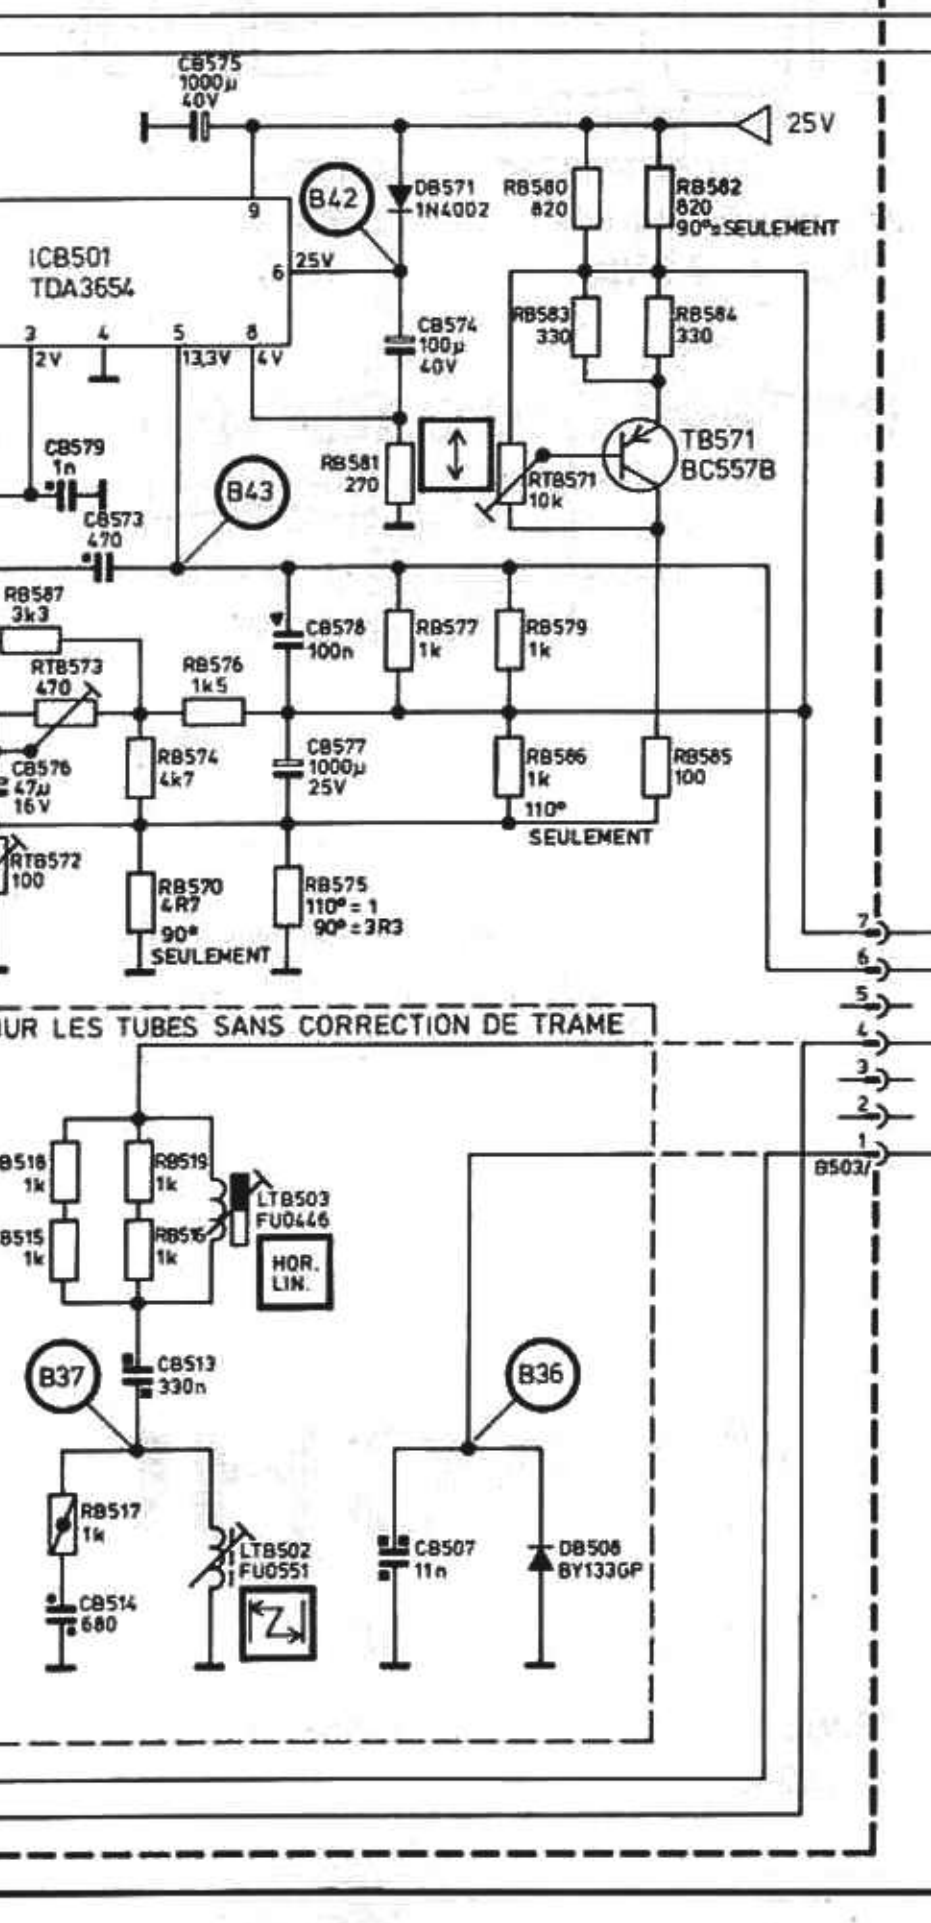 CB575
1000µ
40V
25V
9
B42
DB571
1N4002
RB580
820
RB582
820
90°=SEULEMENT
ICB501
TDA3654
6
25V
3
4
5
8
2V
13,3V
4V
CB574
100µ
40V
RB583
330
RB584
330
CB579
1n
B43
RB581
270
RTB571
10k
TB571
BC557B
CB573
470
RB587
3k3
CB578
100n
RB577
1k
RB579
1k
RTB573
470
RB576
1k5
RB574
4k7
CB577
1000µ
25V
RB586
1k
110°
SEULEMENT
RB585
100
CB576
47µ
16V
RTB572
100
RB570
4R7
90°
SEULEMENT
RB575
110°=1
90°=3R3
7
6
5
4
3
2
1
B503/
UR LES TUBES SANS CORRECTION DE TRAME
B518
1k
RB519
1k
B515
1k
RB516
1k
LTB503
FU0446
HOR.
LIN.
B37
CB513
330n
B36
RB517
1k
CB514
680
LTB502
FU0551
CB507
11n
DB508
BY133GP